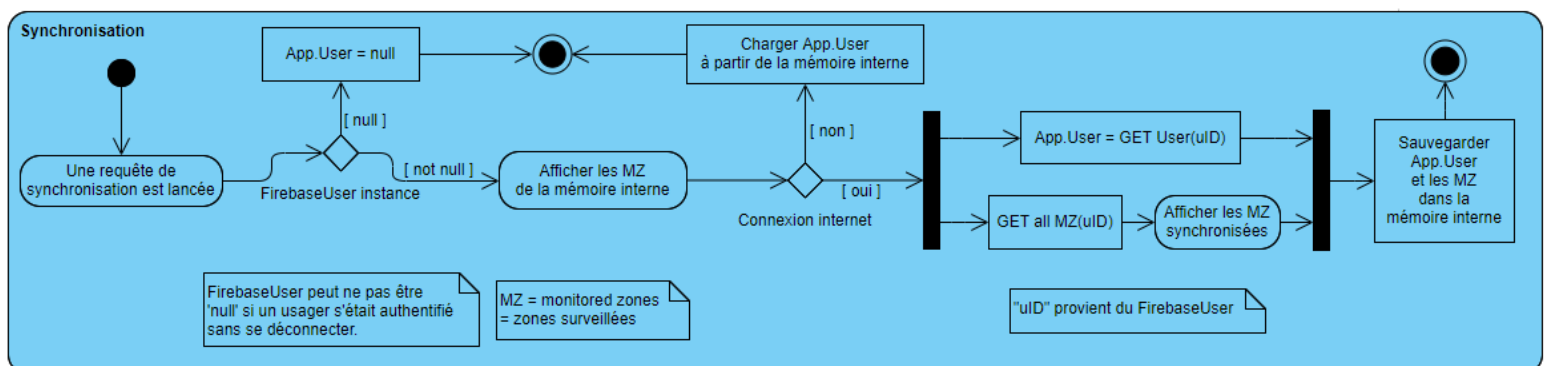 Synchronisation
Une requête de
synchronisation est lancée
FirebaseUser instance
[ null ]
App.User = null
[ not null ]
Afficher les MZ
de la mémoire interne
Connexion internet
[ non ]
Charger App.User
à partir de la mémoire interne
[ oui ]
App.User = GET User(uID)
GET all MZ(uID)
Afficher les MZ
synchronisées
Sauvegarder
App.User
et les MZ
dans la
mémoire interne
FirebaseUser peut ne pas être
'null' si un usager s'était authentifié
sans se déconnecter.
MZ = monitored zones
= zones surveillées
"uID" provient du FirebaseUser